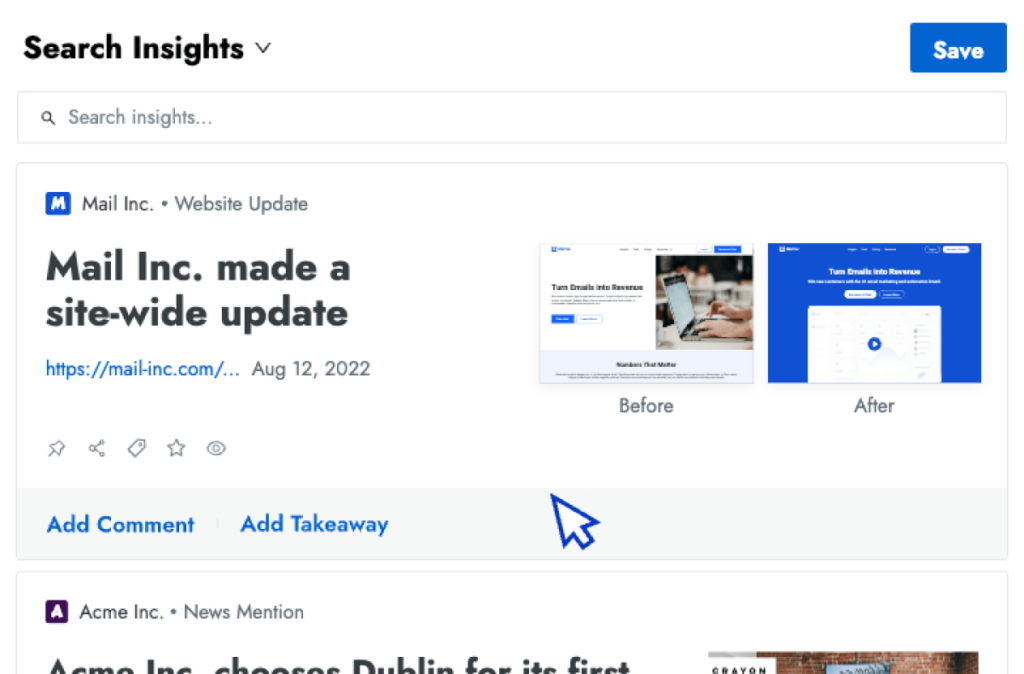 Search Insights
Save
Search insights...
Mail Inc. • Website Update
Mail Inc. made a
site-wide update
https://mail-inc.com/... Aug 12, 2022
Turn Emails into Revenue
Numbers That Matter
Turn Emails into Revenue
Before
After
Add Comment
Add Takeaway
A Acme Inc. • News Mention
Acme Inc. chooses Dublin for its first
CRAYON